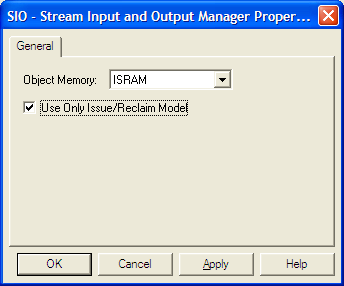 SIO - Stream Input and Output Manager Proper...
General
Object Memory: ISRAM
Use Only Issue/Reclaim Model
OK Cancel Apply Help